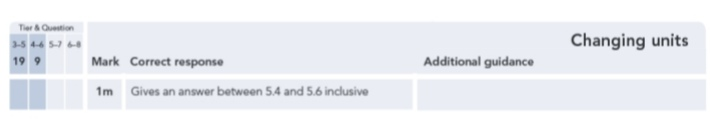 Tier & Question
3-5 4-6 5-7 6-8
Changing units
19 9
Mark Correct response
Additional guidance
1m Gives an answer between 5.4 and 5.6 inclusive